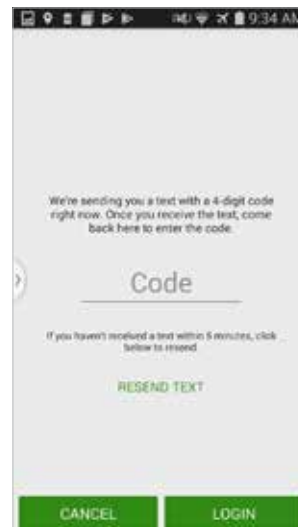 9:34 AM
We're sending you a text with a 4-digit code
right now. Once you receive the text, come
back here to enter the code.
Code
If you haven't received a text within 5 minutes, click
below to resend
RESEND TEXT
CANCEL LOGIN